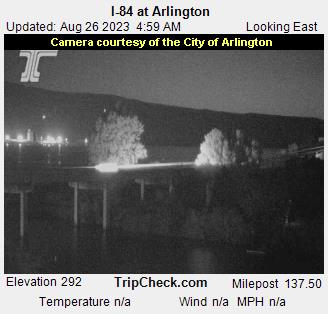 I-84 at Arlington
Updated: Aug 26 2023 4:59 AM Looking East
Camera courtesy of the City of Arlington
Elevation 292 TripCheck.com Milepost 137.50
Temperature n/a Wind n/a MPH n/a